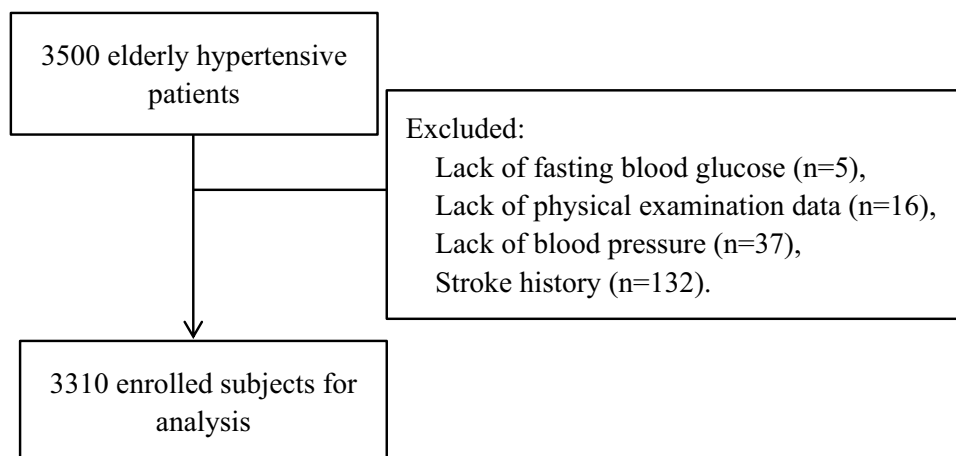 3500 elderly hypertensive
patients
Excluded:
Lack of fasting blood glucose (n=5),
Lack of physical examination data (n=16),
Lack of blood pressure (n=37),
Stroke history (n=132).
3310 enrolled subjects for
analysis